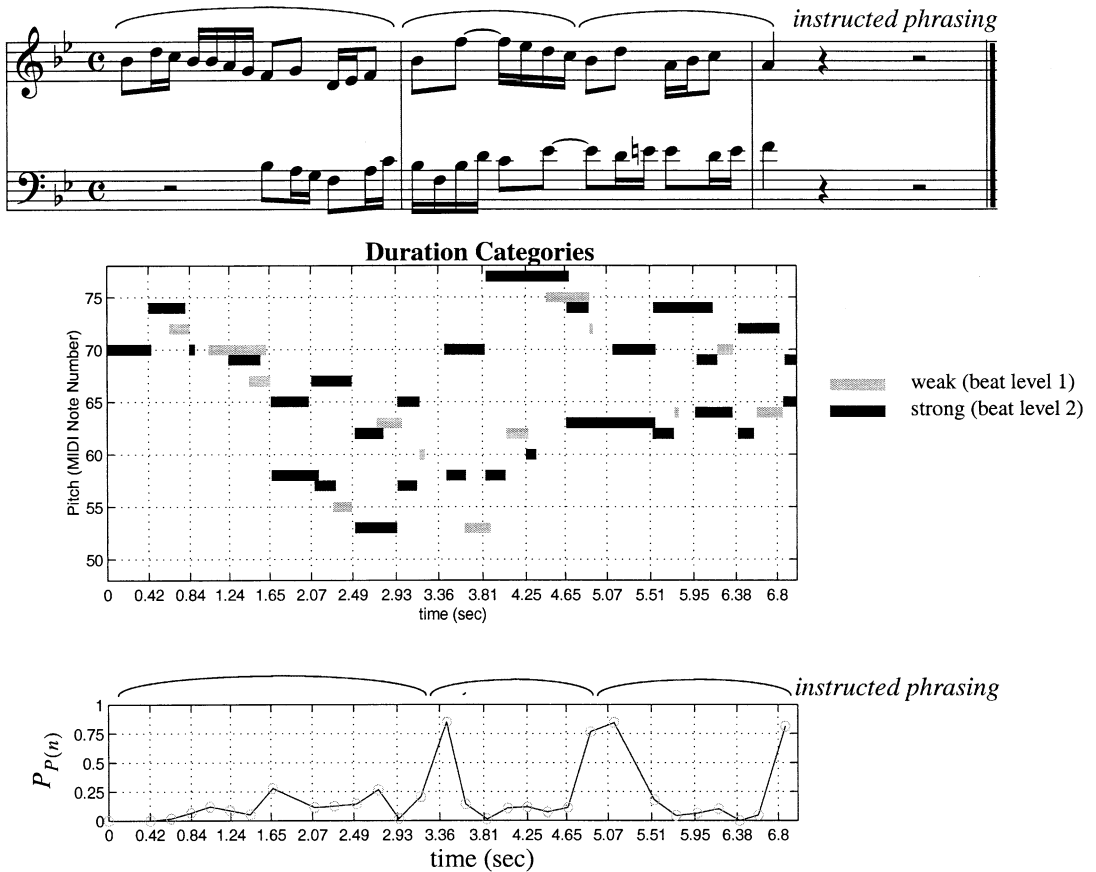 instructed phrasing
Duration Categories
75
70
65
60
55
50
Pitch (MIDI Note Number)
0 0.42 0.84 1.24 1.65 2.07 2.49 2.93 3.36 3.81 4.25 4.65 5.07 5.51 5.95 6.38 6.8
time (sec)
weak (beat level 1)
strong (beat level 2)
instructed phrasing
1
0.75
0.5
0.25
0
P P(n)
0 0.42 0.84 1.24 1.65 2.07 2.49 2.93 3.36 3.81 4.25 4.65 5.07 5.51 5.95 6.38 6.8
time (sec)